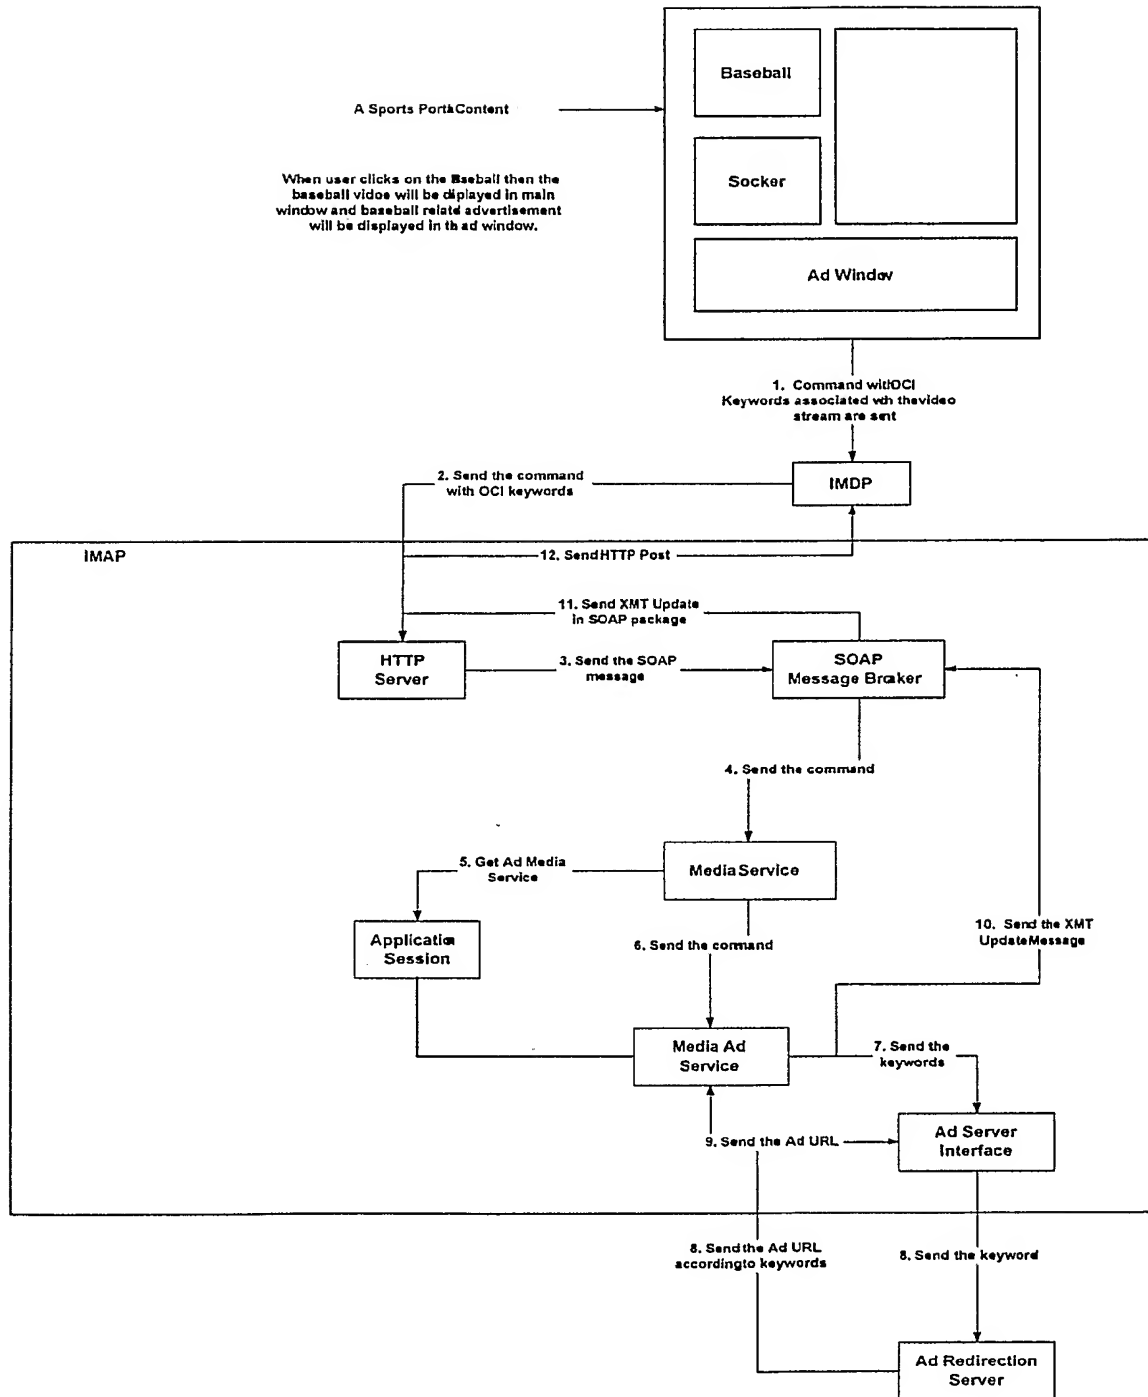 Baseball
A Sports PortaContent
Socker
When user clicks on the Baseball then the
baseball vidoe will be diplayed in main
window and baseball relatd advertisement
will be displayed in th ad window.
Ad Window
1. Command withOCI
Keywords associated wth thevideo
stream are sent
2. Send the command
with OCI keywords
IMDP
IMAP
12. SendHTTP Post
11. Send XMT Update
in SOAP package
HTTP
Server
3. Send the SOAP
message
SOAP
Message Broker
4. Send the command
5. Get Ad Media
Service
MediaService
Application
Session
6. Send the command
10. Send the XMT
UpdateMessage
Media Ad
Service
7. Send the
keywords
9. Send the Ad URL
Ad Server
Interface
8. Send the Ad URL
accordingto keywords
8. Send the keyword
Ad Redirection
Server